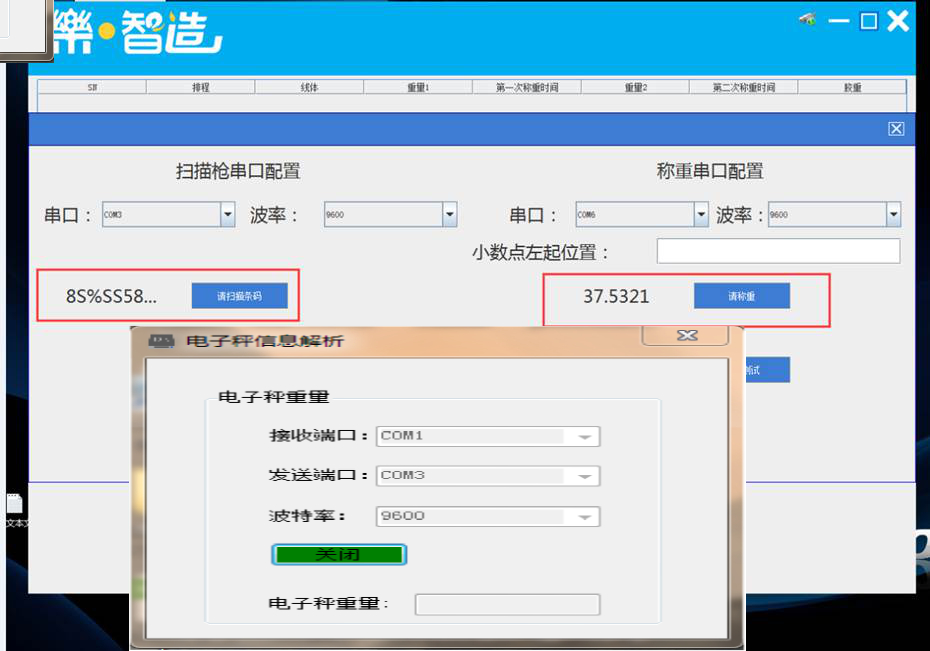 樂·智造
S# 排程 线体 重量1 第一次称重时间 重量2 第二次称重时间 胶重
扫描枪串口配置 称重串口配置
串口： COM3 波率： 9600 串口： COM6 波率： 9600
小数点左起位置：
8S%SS58... 请扫描条码 37.5321 请称重
试
电子秤信息解析
电子秤重量
接收端口： COM1
发送端口： COM3
波特率： 9600
关闭
电子秤重量: